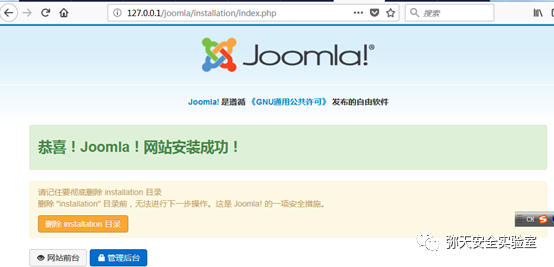 127.0.0.1/joomla/installation/index.php
搜索
Joomla!®
Joomla! 是遵循 《GNU通用公共许可》 发布的自由软件
恭喜！Joomla！网站安装成功！
请记住要彻底删除 installation 目录
删除 "installation" 目录前，无法进行下一步操作。这是 Joomla! 的一项安全措施。
删除 installation 目录
网站前台 管理后台
CH S
弥天安全实验室